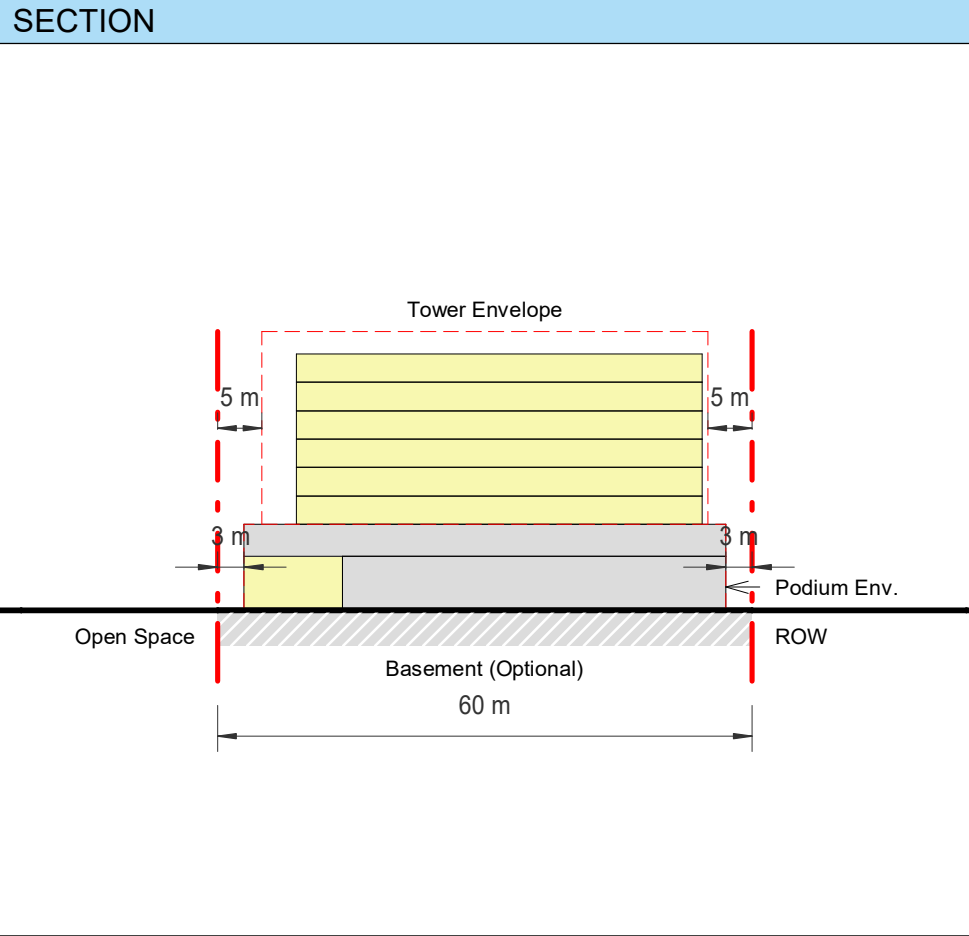 SECTION
Tower Envelope
5 m
5 m
3 m
3 m
Podium Env.
Open Space
ROW
Basement (Optional)
60 m